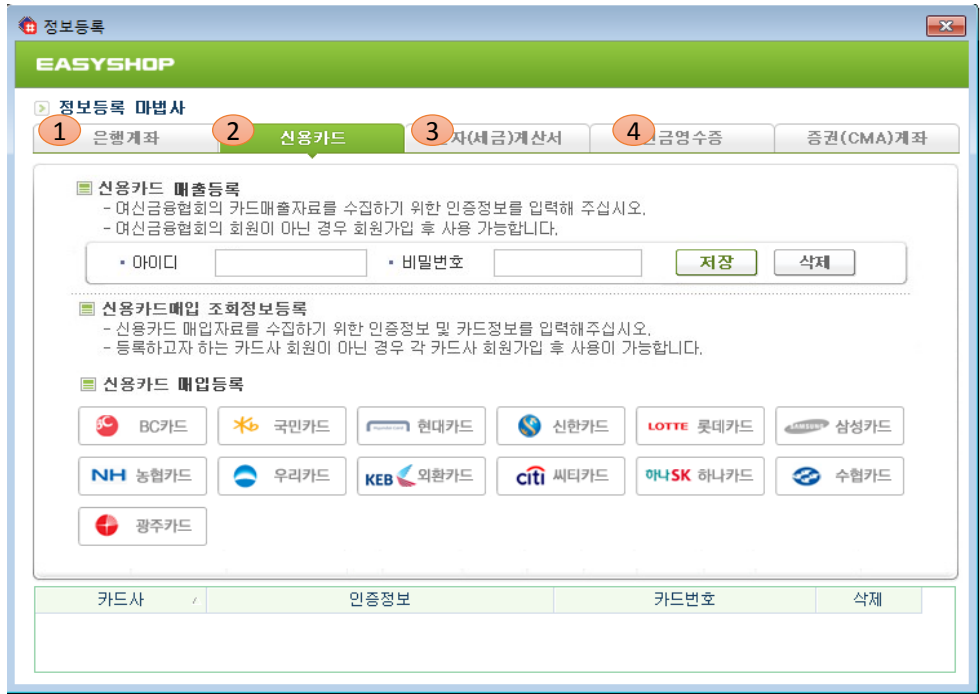 정보등록
EASYSHOP
정보등록 마법사
1 은행계좌 2 신용카드 3 자(세금)계산서 4 금영수증 증권(CMA)계좌
신용카드 매출등록
- 여신금융협회의 카드매출자료를 수집하기 위한 인증정보를 입력해 주십시오.
- 여신금융협회의 회원이 아닌 경우 회원가입 후 사용 가능합니다.
· 아이디 · 비밀번호 저장 삭제
신용카드매입 조회정보등록
- 신용카드 매입자료를 수집하기 위한 인증정보 및 카드정보를 입력해주십시오.
- 등록하고자 하는 카드사 회원이 아닌 경우 각 카드사 회원가입 후 사용이 가능합니다.
신용카드 매입등록
BC카드 국민카드 현대카드 신한카드 LOTTE 롯데카드 SAMSUNG 삼성카드
NH 농협카드 우리카드 KEB 외환카드 citi 씨티카드 하나SK 하나카드 수협카드
광주카드
카드사 인증정보 카드번호 삭제